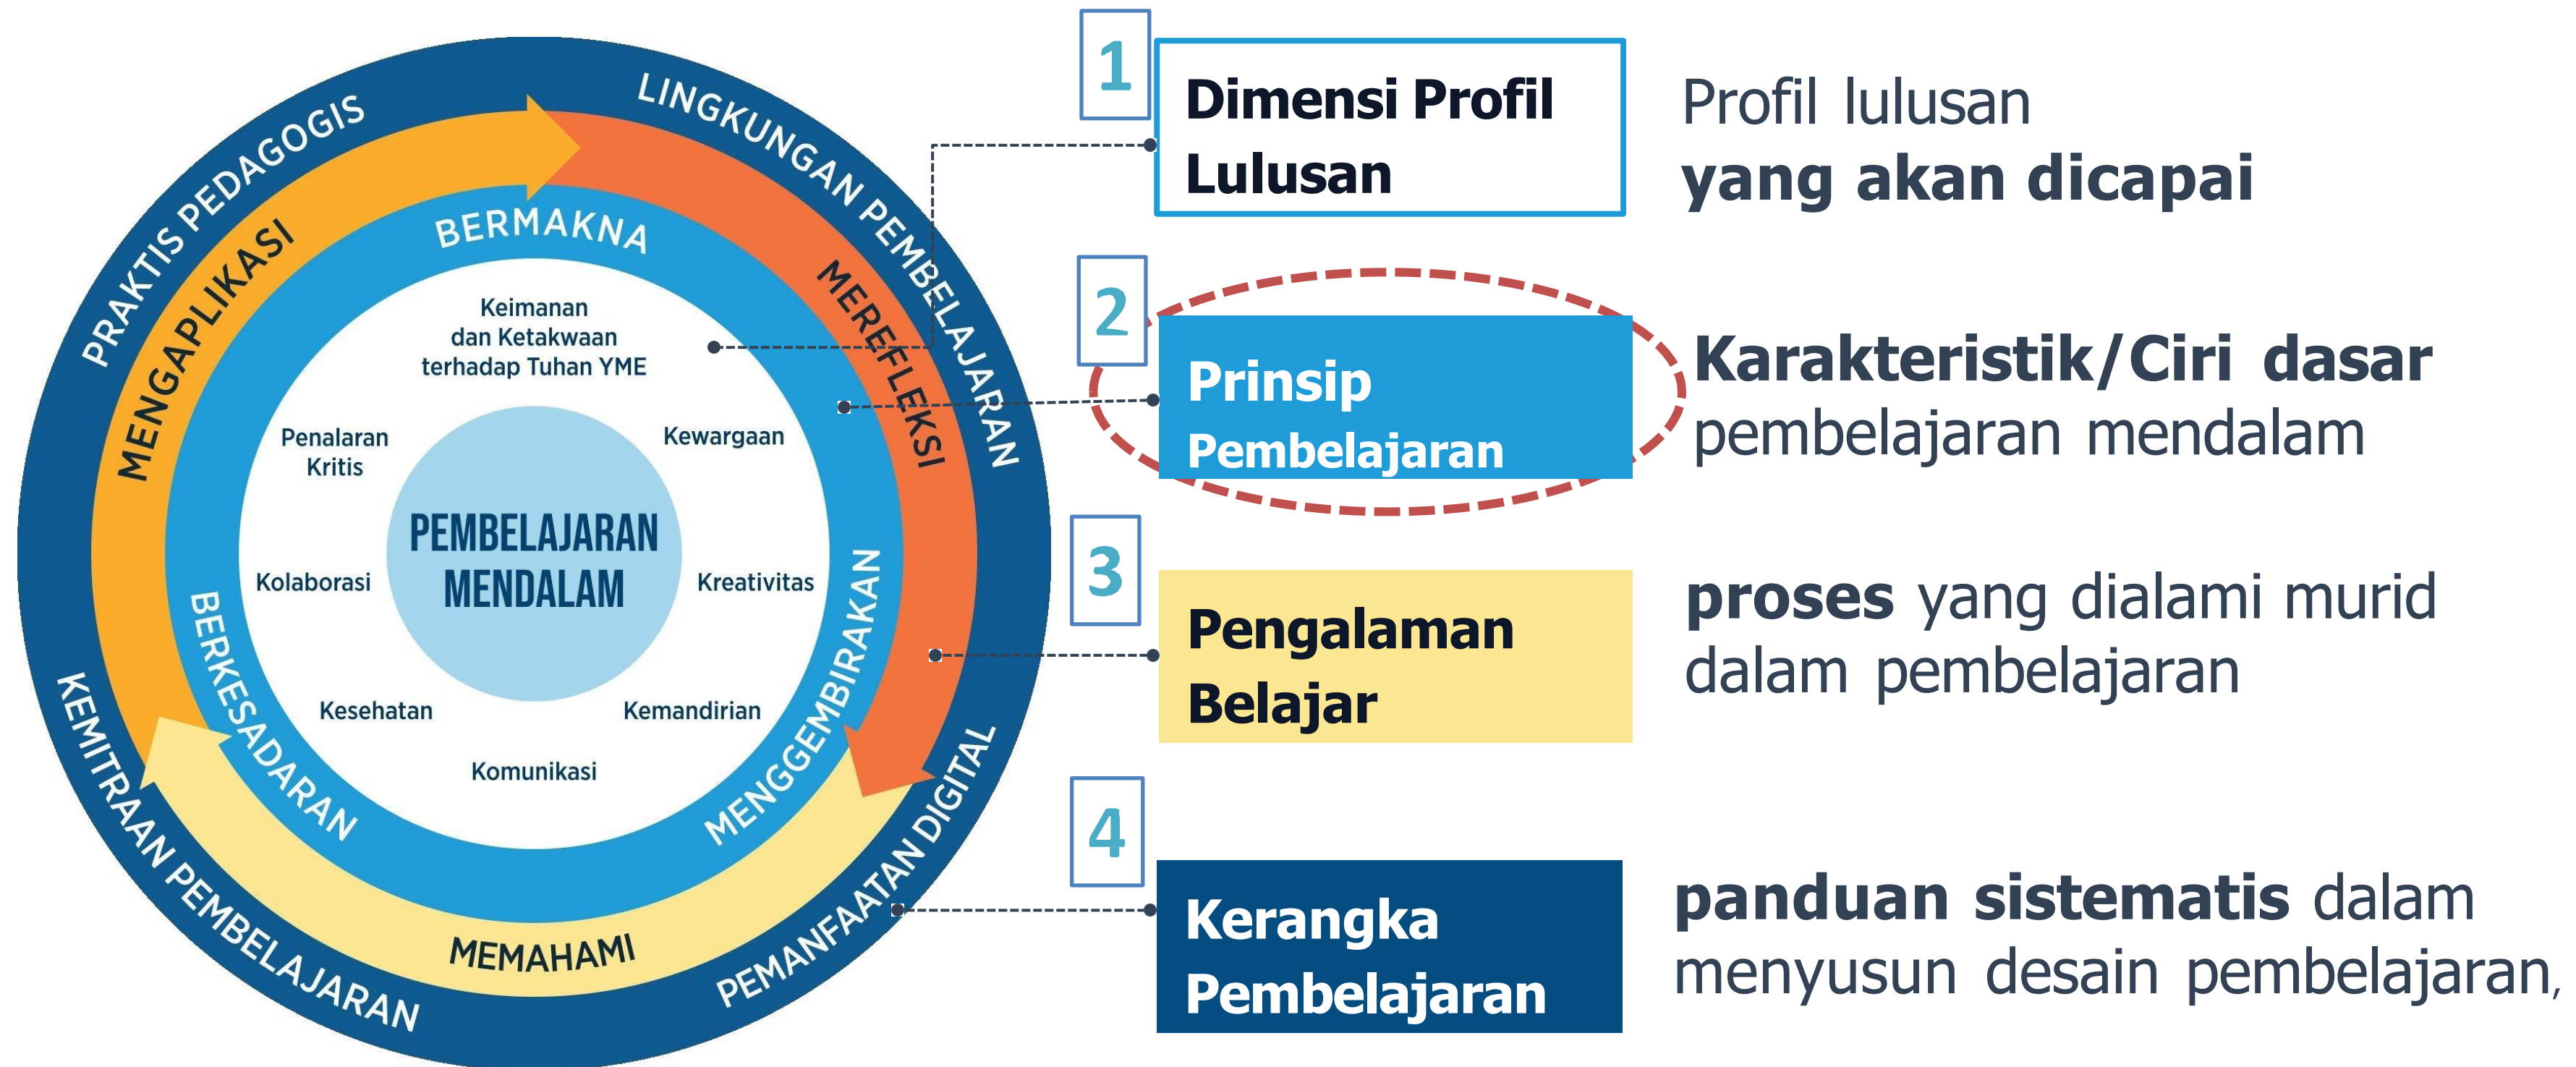 PRAKTIS PEDAGOGIS
LINGKUNGAN PEMBELAJARAN
KEMITRAAN PEMBELAJARAN
PEMANFAATAN DIGITAL
MENGAPLIKASI
MEREFLEKSI
MEMAHAMI
BERMAKNA
BERKESADARAN
MENGGEMBIRAKAN
Keimanan
dan Ketakwaan
terhadap Tuhan YME
Penalaran
Kritis
Kewargaan
Kolaborasi
Kreativitas
Kesehatan
Kemandirian
Komunikasi
PEMBELAJARAN
MENDALAM
1
Dimensi Profil
Lulusan
Profil lulusan
yang akan dicapai
2
Prinsip
Pembelajaran
Karakteristik/Ciri dasar
pembelajaran mendalam
3
Pengalaman
Belajar
proses yang dialami murid
dalam pembelajaran
4
Kerangka
Pembelajaran
panduan sistematis dalam
menyusun desain pembelajaran,